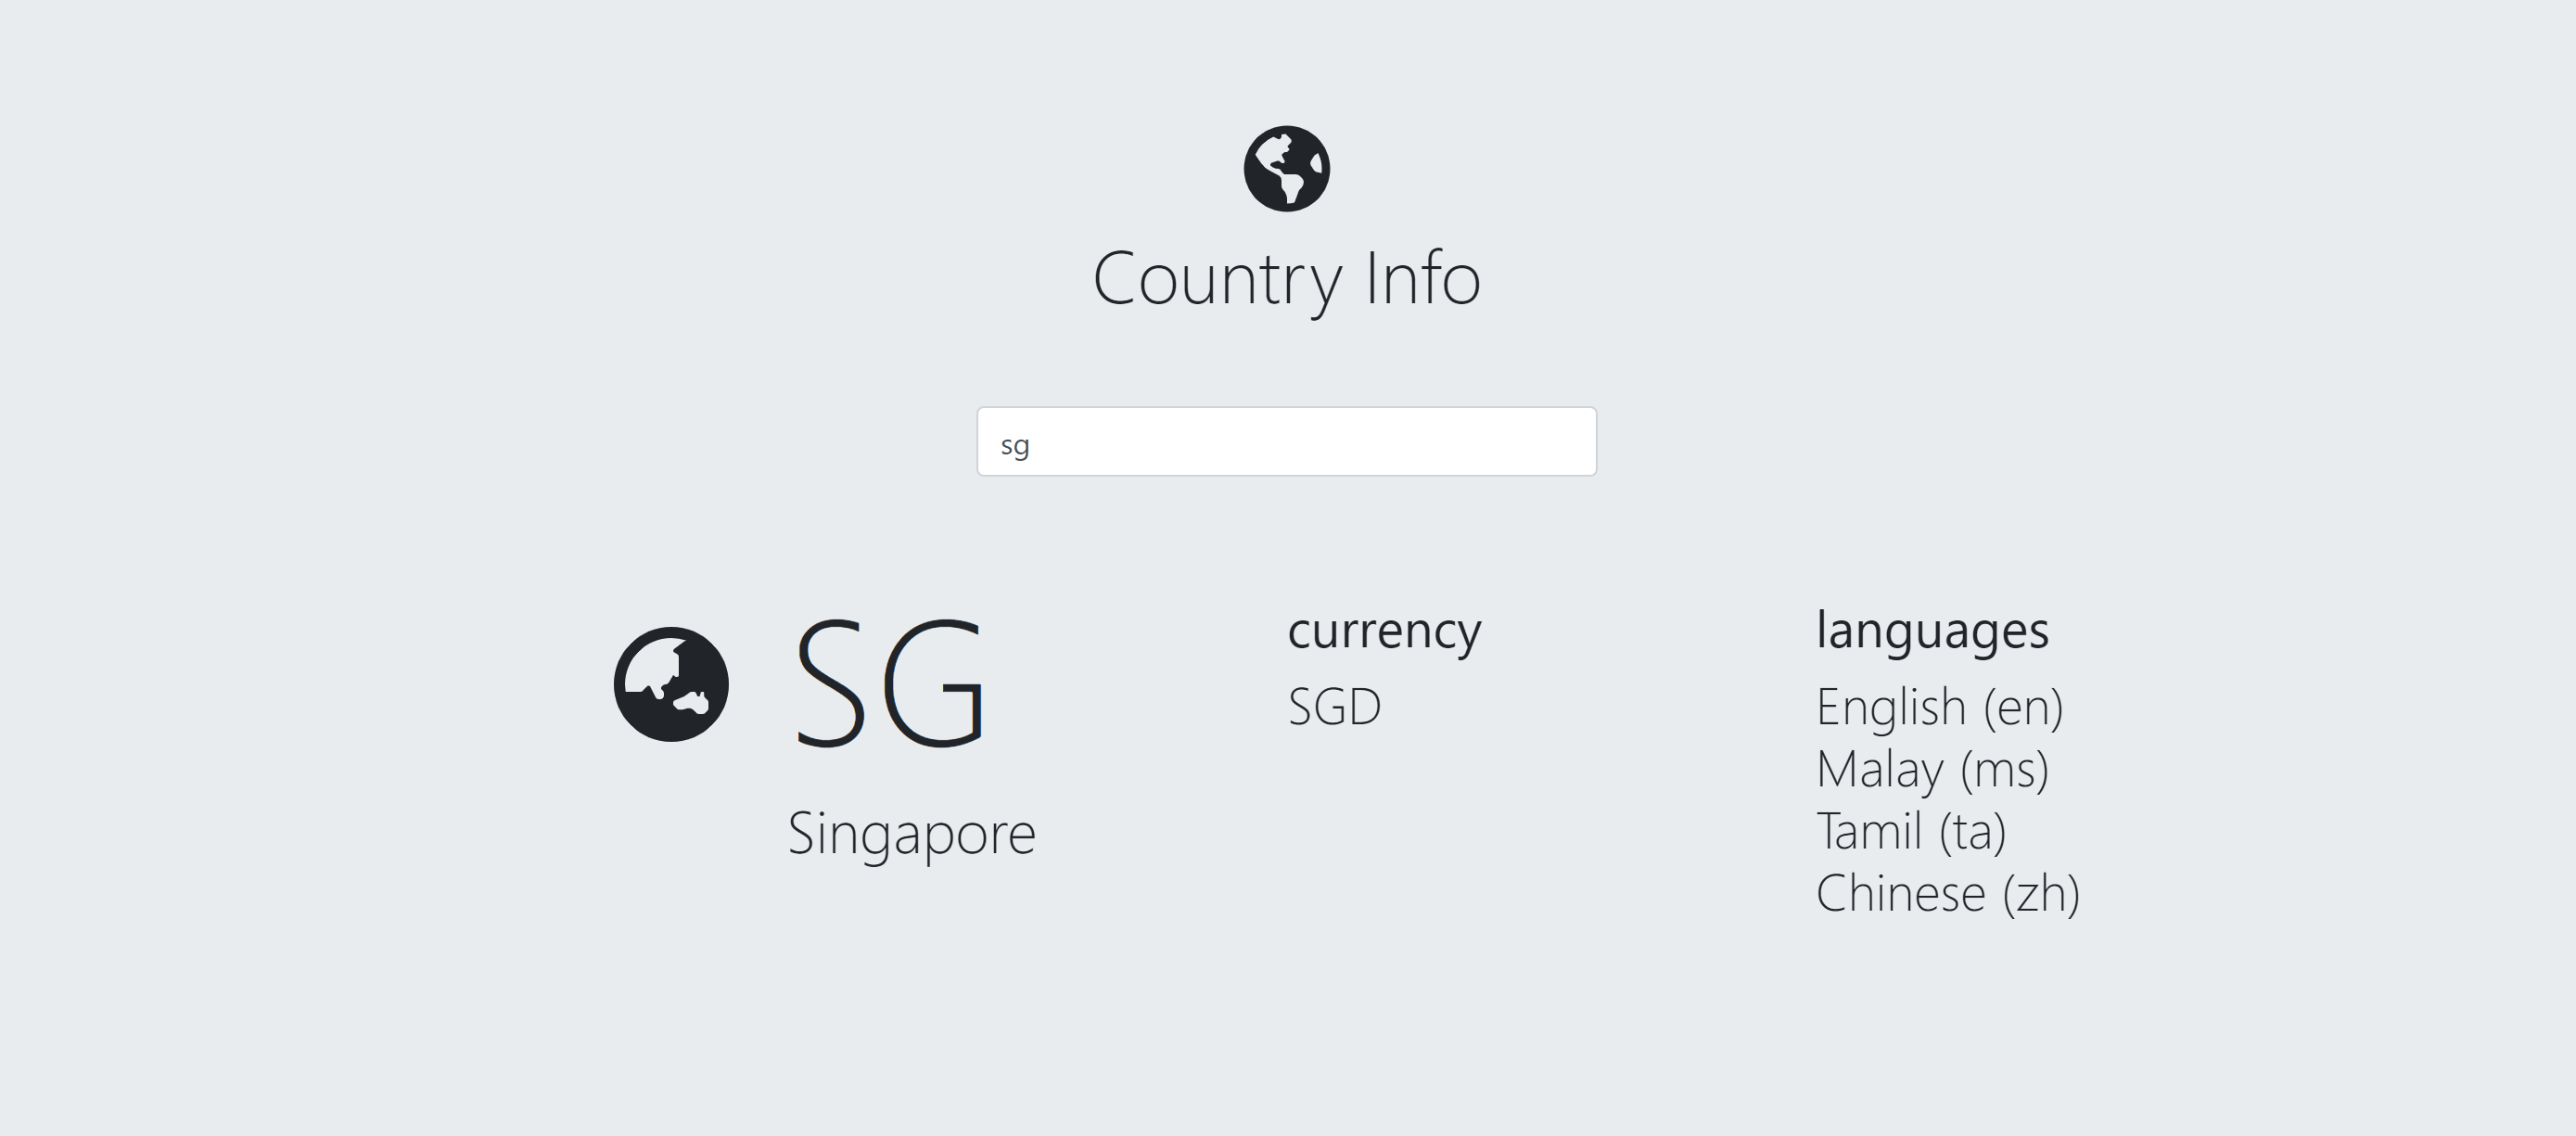 Country Info
sg
SG
Singapore
currency
SGD
languages
English (en)
Malay (ms)
Tamil (ta)
Chinese (zh)